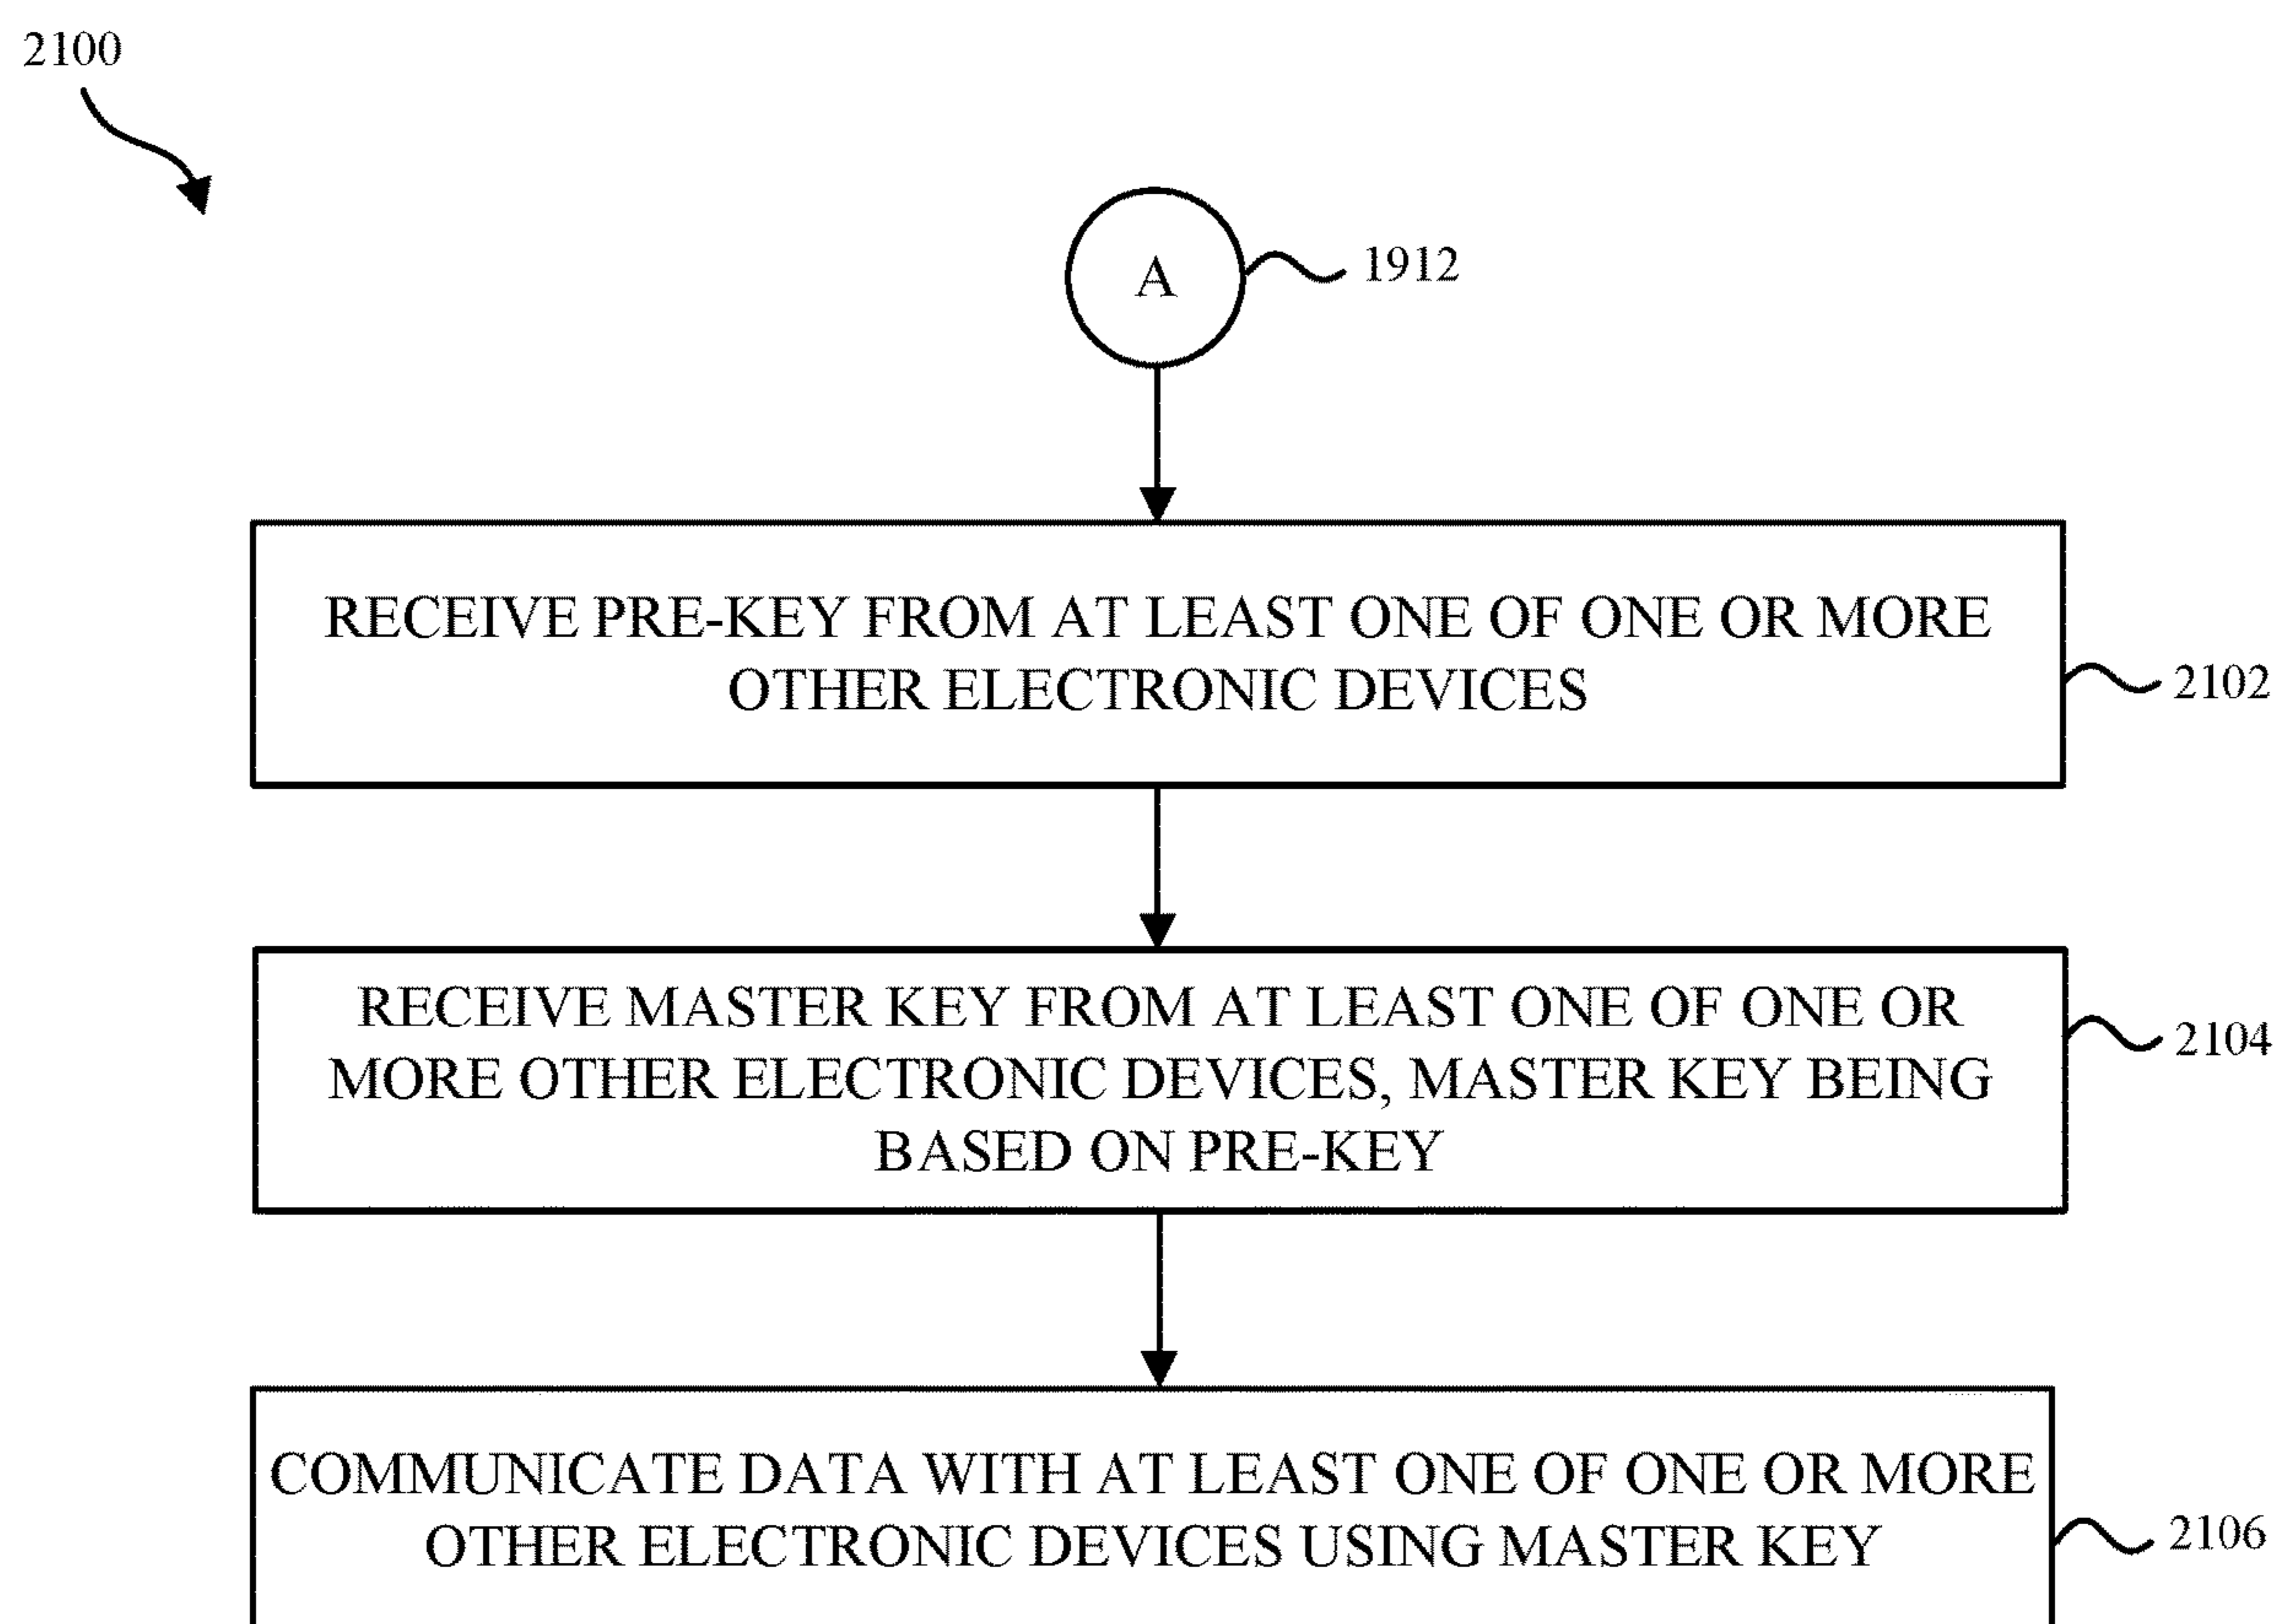 2100
A
1912
RECEIVE PRE-KEY FROM AT LEAST ONE OF ONE OR MORE
OTHER ELECTRONIC DEVICES
2102
RECEIVE MASTER KEY FROM AT LEAST ONE OF ONE OR
MORE OTHER ELECTRONIC DEVICES, MASTER KEY BEING
BASED ON PRE-KEY
2104
COMMUNICATE DATA WITH AT LEAST ONE OF ONE OR MORE
OTHER ELECTRONIC DEVICES USING MASTER KEY
2106